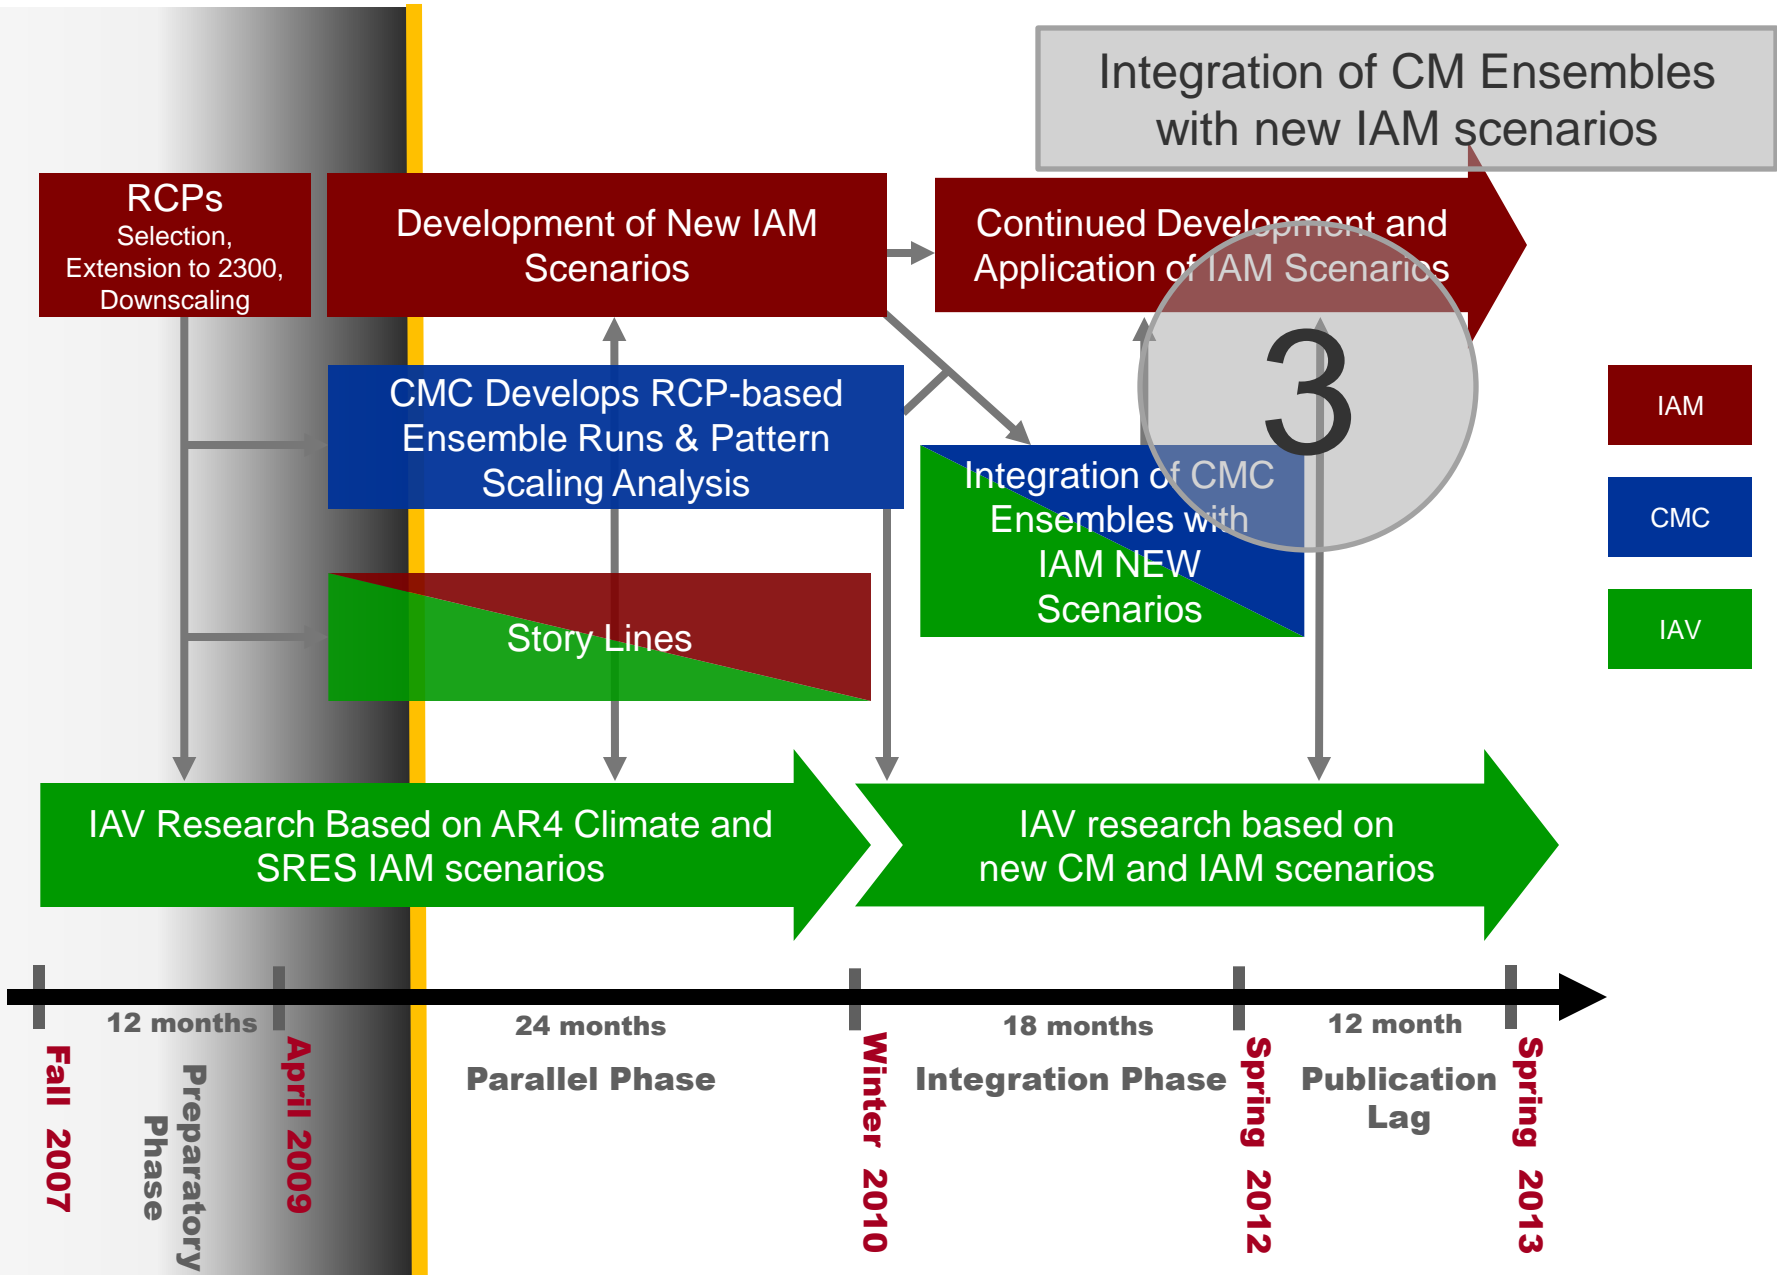 Integration of CM Ensembles
with new IAM scenarios
RCPs
Selection,
Extension to 2300,
Downscaling
Development of New IAM
Scenarios
Continued Development and
Application of IAM Scenarios
3
CMC Develops RCP-based
Ensemble Runs & Pattern
Scaling Analysis
Integration of CMC
Ensembles with
IAM NEW
Scenarios
Story Lines
IAM
CMC
IAV
IAV Research Based on AR4 Climate and
SRES IAM scenarios
IAV research based on
new CM and IAM scenarios
12 months
24 months
18 months
12 month
Fall 2007
Preparatory
Phase
April 2009
Parallel Phase
Winter 2010
Integration Phase
Spring 2012
Publication
Lag
Spring 2013